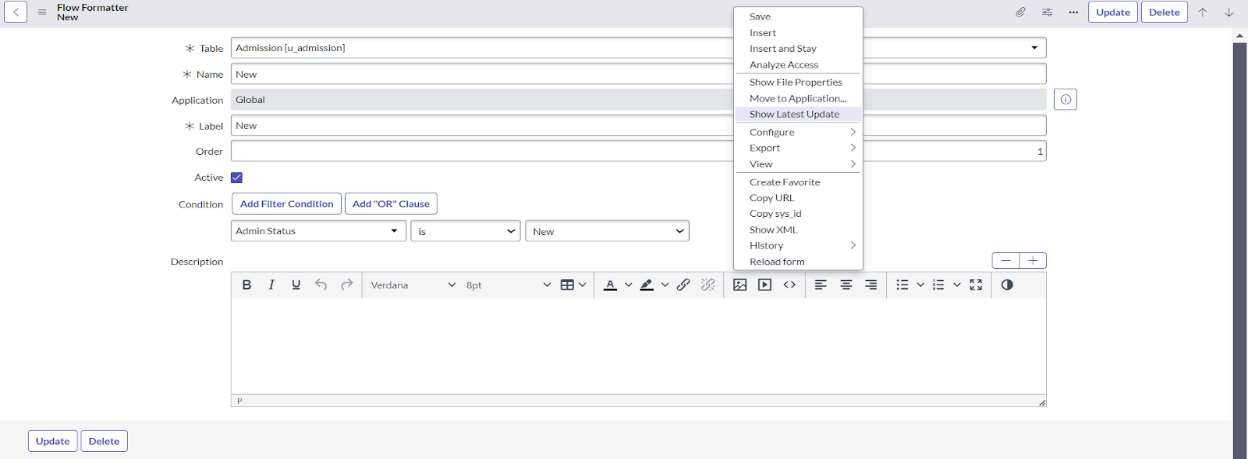 Flow Formatter
New
Update Delete
Save
Insert
Insert and Stay
Analyze Access
Show File Properties
Move to Application...
Show Latest Update
Configure
Export
View
Create Favorite
Copy URL
Copy sys_id
Show XML
History
Reload form
Table Admission [u_admission]
Name New
Application Global
Label New
Order 1
Active
Condition Add Filter Condition Add "OR" Clause
Admin Status is New
Description
B I U Verdana 8pt A
P
Update Delete